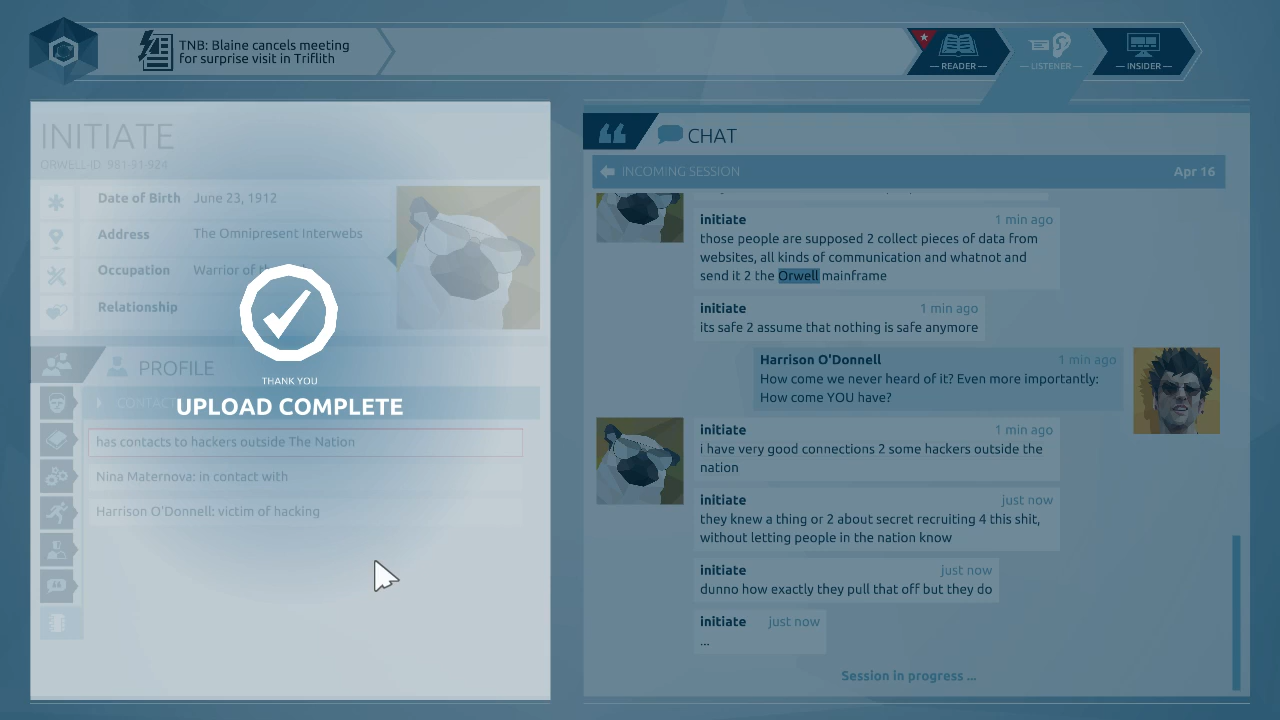 TNB: Blaine cancels meeting
for surprise visit in Triflith
— READER —
— LISTENER —
— INSIDER —
INITIATE
ORWELL-ID: 981-91-924
Date of Birth June 23, 1912
Address The Omnipresent Interwebs
Occupation Warrior of
Relationship
PROFILE
THANK YOU
UPLOAD COMPLETE
has contacts to hackers outside The Nation
Nina Maternova: in contact with
Harrison O'Donnell: victim of hacking
CHAT
INCOMING SESSION Apr 16
initiate 1 min ago
those people are supposed 2 collect pieces of data from
websites, all kinds of communication and whatnot and
send it 2 the Orwell mainframe
initiate 1 min ago
its safe 2 assume that nothing is safe anymore
Harrison O'Donnell 1 min ago
How come we never heard of it? Even more importantly:
How come YOU have?
initiate 1 min ago
i have very good connections 2 some hackers outside the
nation
initiate just now
they knew a thing or 2 about secret recruiting 4 this shit,
without letting people in the nation know
initiate just now
dunno how exactly they pull that off but they do
initiate just now
...
Session in progress ...